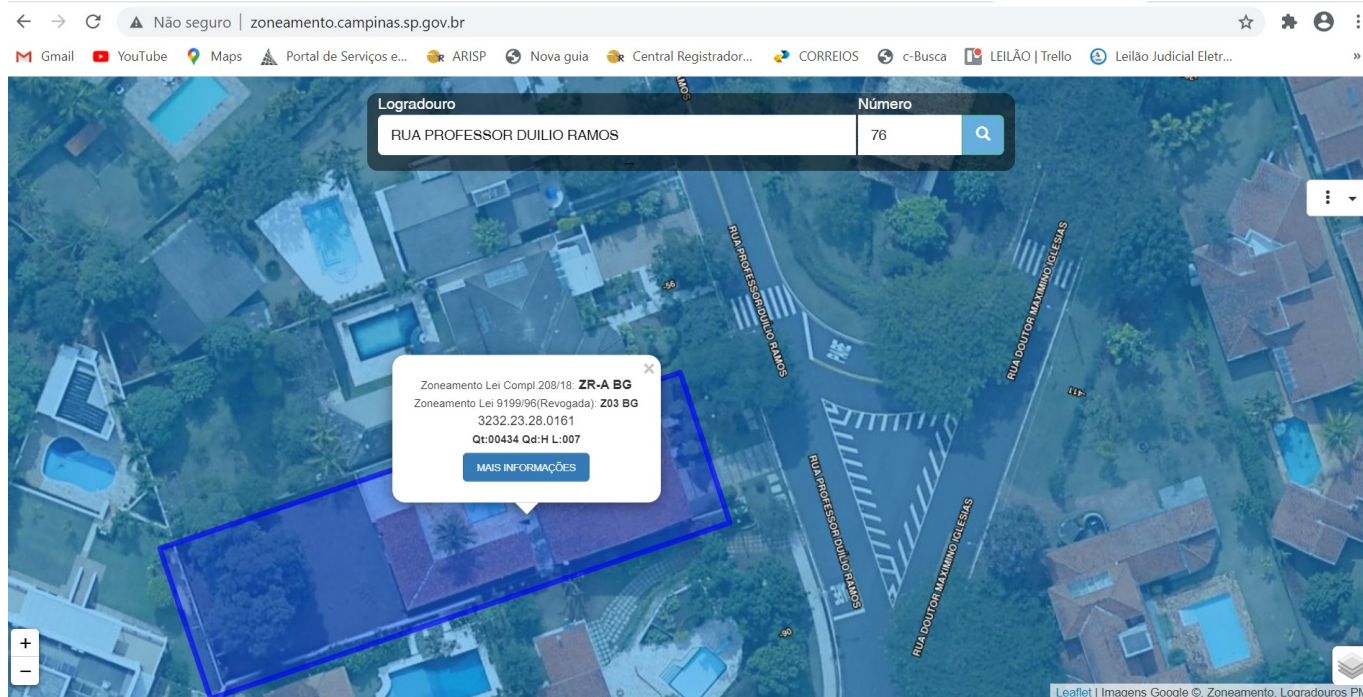 Não seguro | zoneamento.campinas.sp.gov.br
Gmail YouTube Maps Portal de Serviços e... ARISP Nova guia Central Registrador... CORREIOS c-Busca LEILÃO | Trello Leilão Judicial Eletr... »
MOS
Logradouro Número
RUA PROFESSOR DUILIO RAMOS 76
RUA PROFESSOR DUILIO RAMOS
RUA DOUTOR MAXIMINO IGLESIAS
56
PARE
117
×
Zoneamento Lei Compl.208/18: ZR-A BG
Zoneamento Lei 9199/96(Revogada): Z03 BG
3232.23.28.0161
Qt:00434 Qd:H L:007
MAIS INFORMAÇÕES
RUA PROFESSOR DUILIO RAMOS
RUA DOUTOR MAXIMINO IGLESIAS
90
+
−
Leaflet | Imagens Google ©, Zoneamento, Logradouros